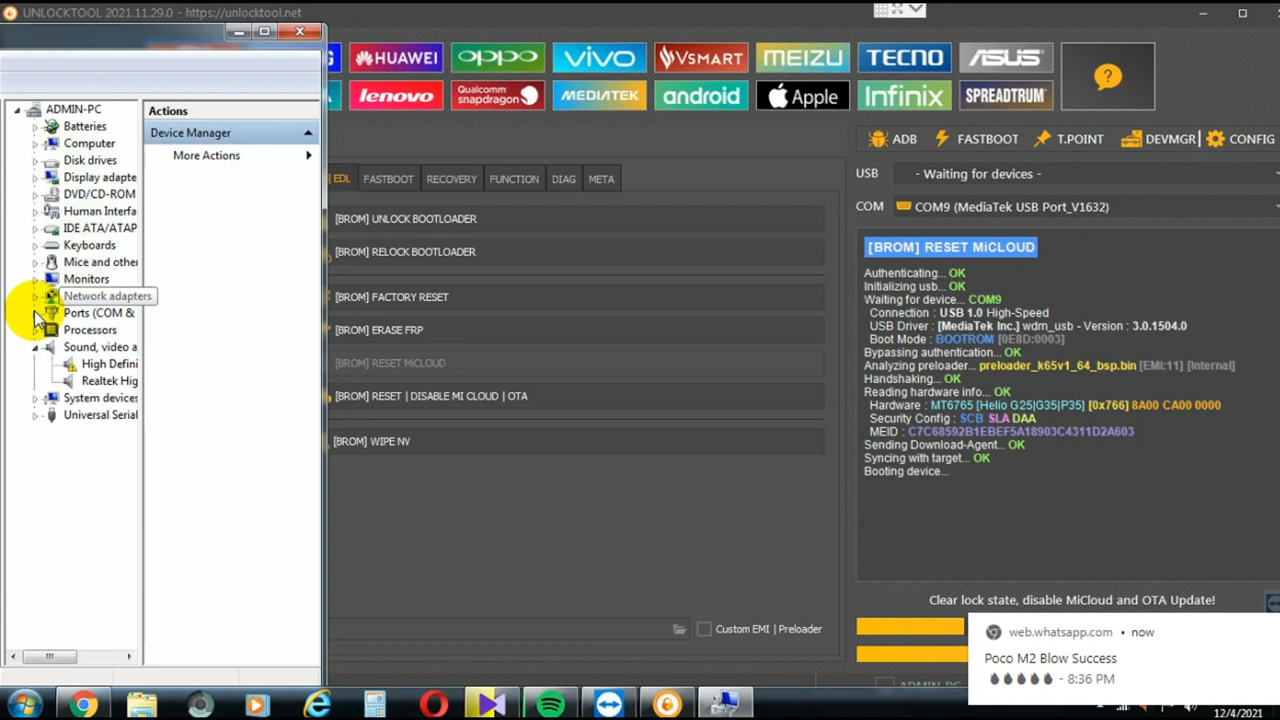 UNLOCKTOOL 2021.11.29.0 - https://unlocktool.net
HUAWEI
oppo
vivo
VSMART
MEIZU
TECNO
ASUS
?
lenovo
Qualcomm
snapdragon
MEDIATEK
android
Apple
Infinix
SPREADTRUM
ADMIN-PC
Batteries
Computer
Disk drives
Display adapte
DVD/CD-ROM
Human Interfa
IDE ATA/ATAP
Keyboards
Mice and other
Monitors
Network adapters
Ports (COM &
Processors
Sound, video a
High Defini
Realtek Hig
System devices
Universal Serial
Actions
Device Manager
More Actions
EDL
FASTBOOT
RECOVERY
FUNCTION
DIAG
META
[BROM] UNLOCK BOOTLOADER
[BROM] RELOCK BOOTLOADER
[BROM] FACTORY RESET
[BROM] ERASE FRP
[BROM] RESET MiCLOUD
[BROM] RESET | DISABLE MI CLOUD | OTA
[BROM] WIPE NV
Custom EMI | Preloader
ADB
FASTBOOT
T.POINT
DEVMGR
CONFIG
USB - Waiting for devices -
COM COM9 (MediaTek USB Port_V1632)
[BROM] RESET MiCLOUD
Authenticating... OK
Initializing usb... OK
Waiting for device... COM9
Connection : USB 1.0 High-Speed
USB Driver : [MediaTek Inc.] wdm_usb - Version : 3.0.1504.0
Boot Mode : BOOTROM [0E8D:0003]
Bypassing authentication... OK
Analyzing preloader... preloader_k65v1_64_bsp.bin [EMI:11] [Internal]
Handshaking... OK
Reading hardware info... OK
Hardware : MT6765 [Helio G25|G35|P35] [0x766] 8A00 CA00 0000
Security Config : SCB SLA DAA
MEID : C7C68592B1EBEF5A18903C4311D2A603
Sending Download-Agent... OK
Syncing with target... OK
Booting device...
Clear lock state, disable MiCloud and OTA Update!
web.whatsapp.com • now
Poco M2 Blow Success
- 8:36 PM
12/4/2021